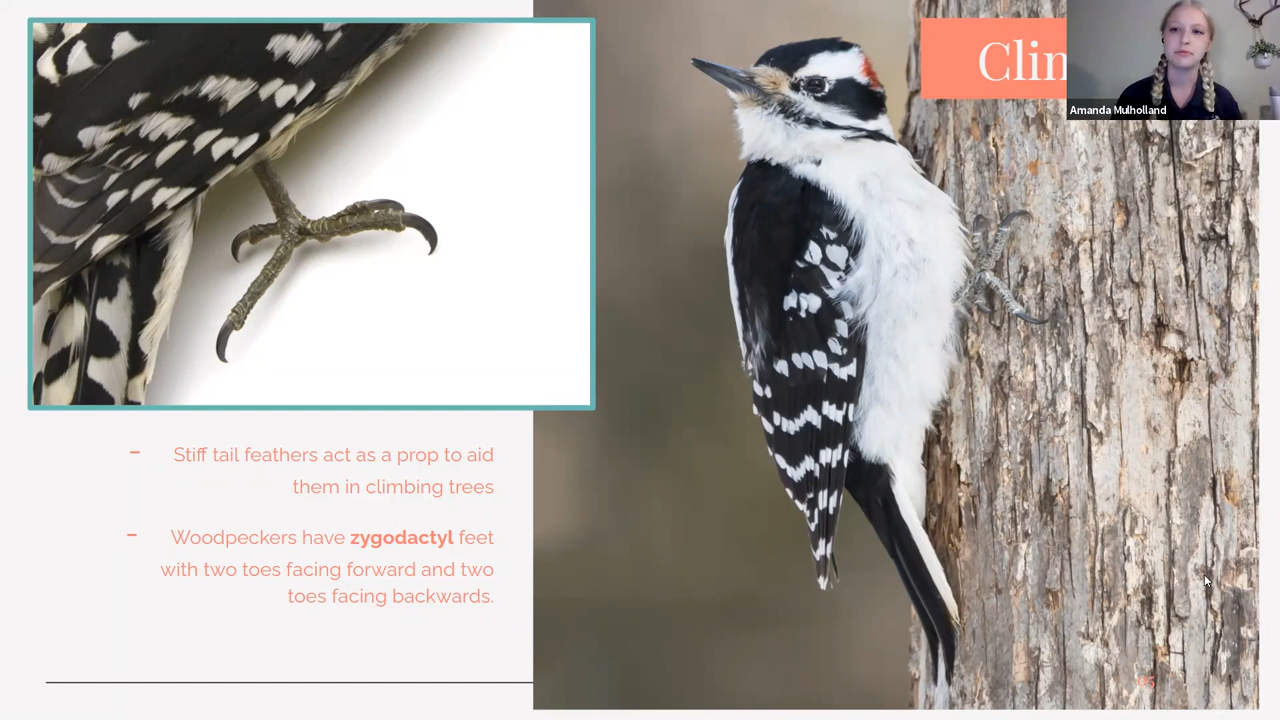 Clin
Amanda Mulholland
- Stiff tail feathers act as a prop to aid
them in climbing trees
- Woodpeckers have zygodactyl feet
with two toes facing forward and two
toes facing backwards.
05